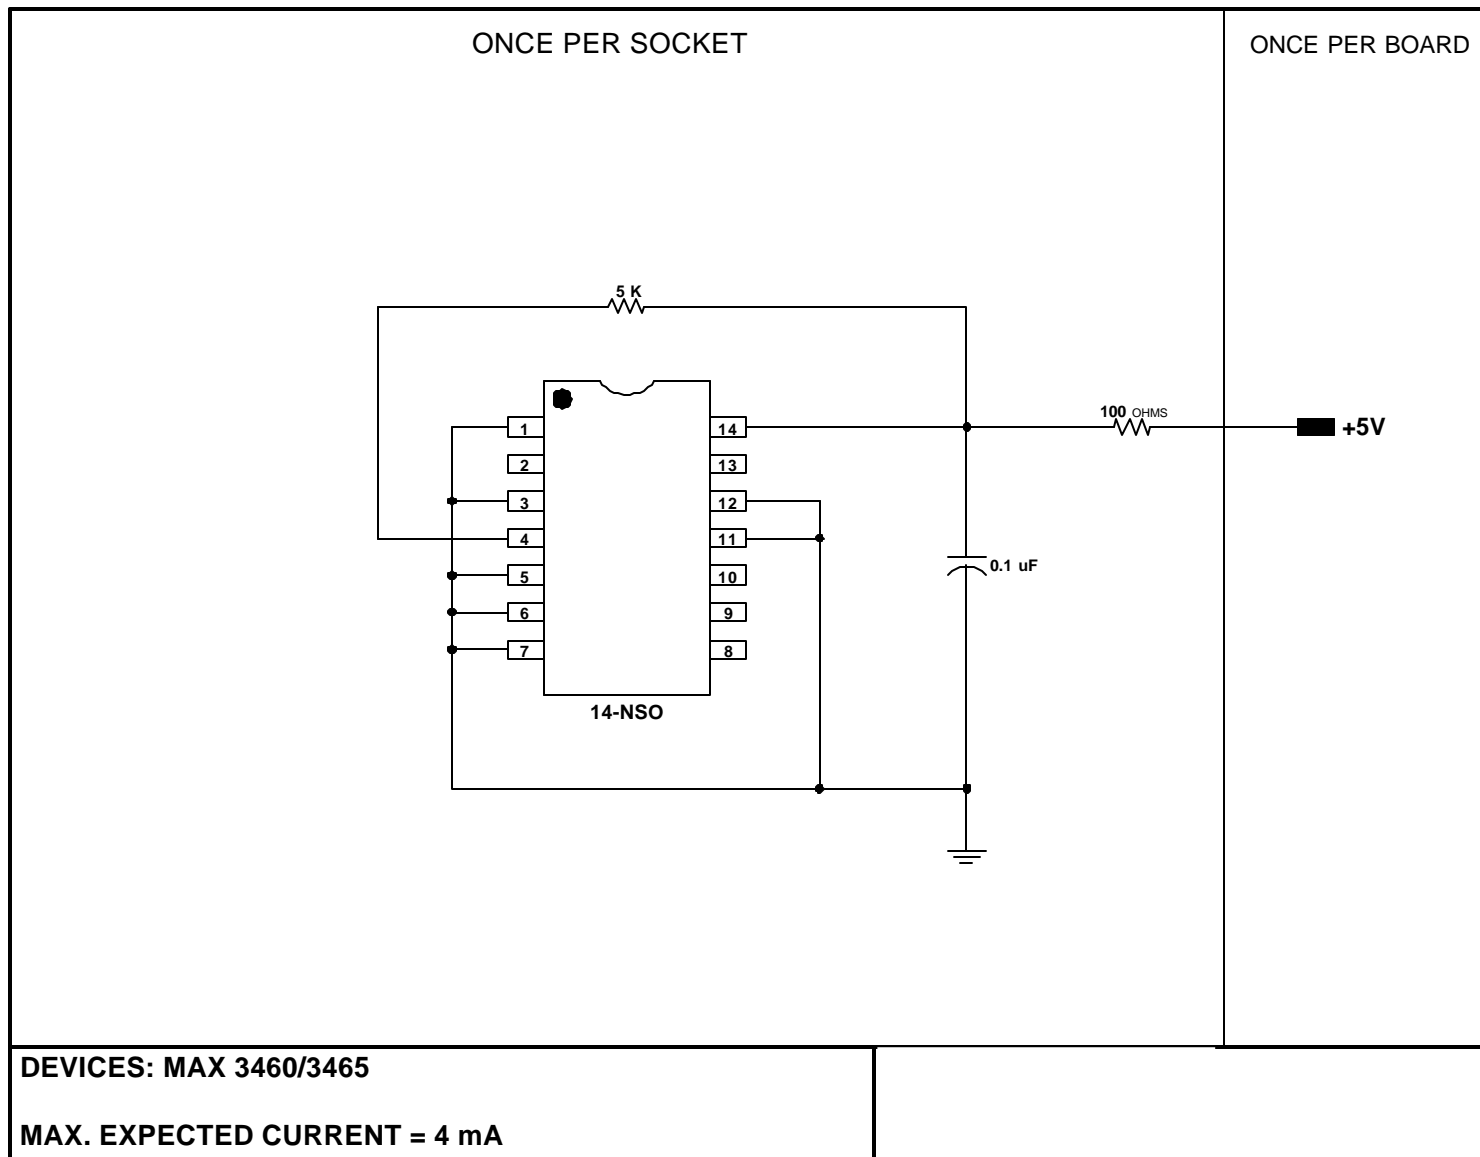 ONCE PER SOCKET
ONCE PER BOARD
5 K
100 OHMS
+5V
1
14
2
13
3
12
4
11
5
10
0.1 uF
6
9
7
8
14-NSO
DEVICES: MAX 3460/3465
MAX. EXPECTED CURRENT = 4 mA